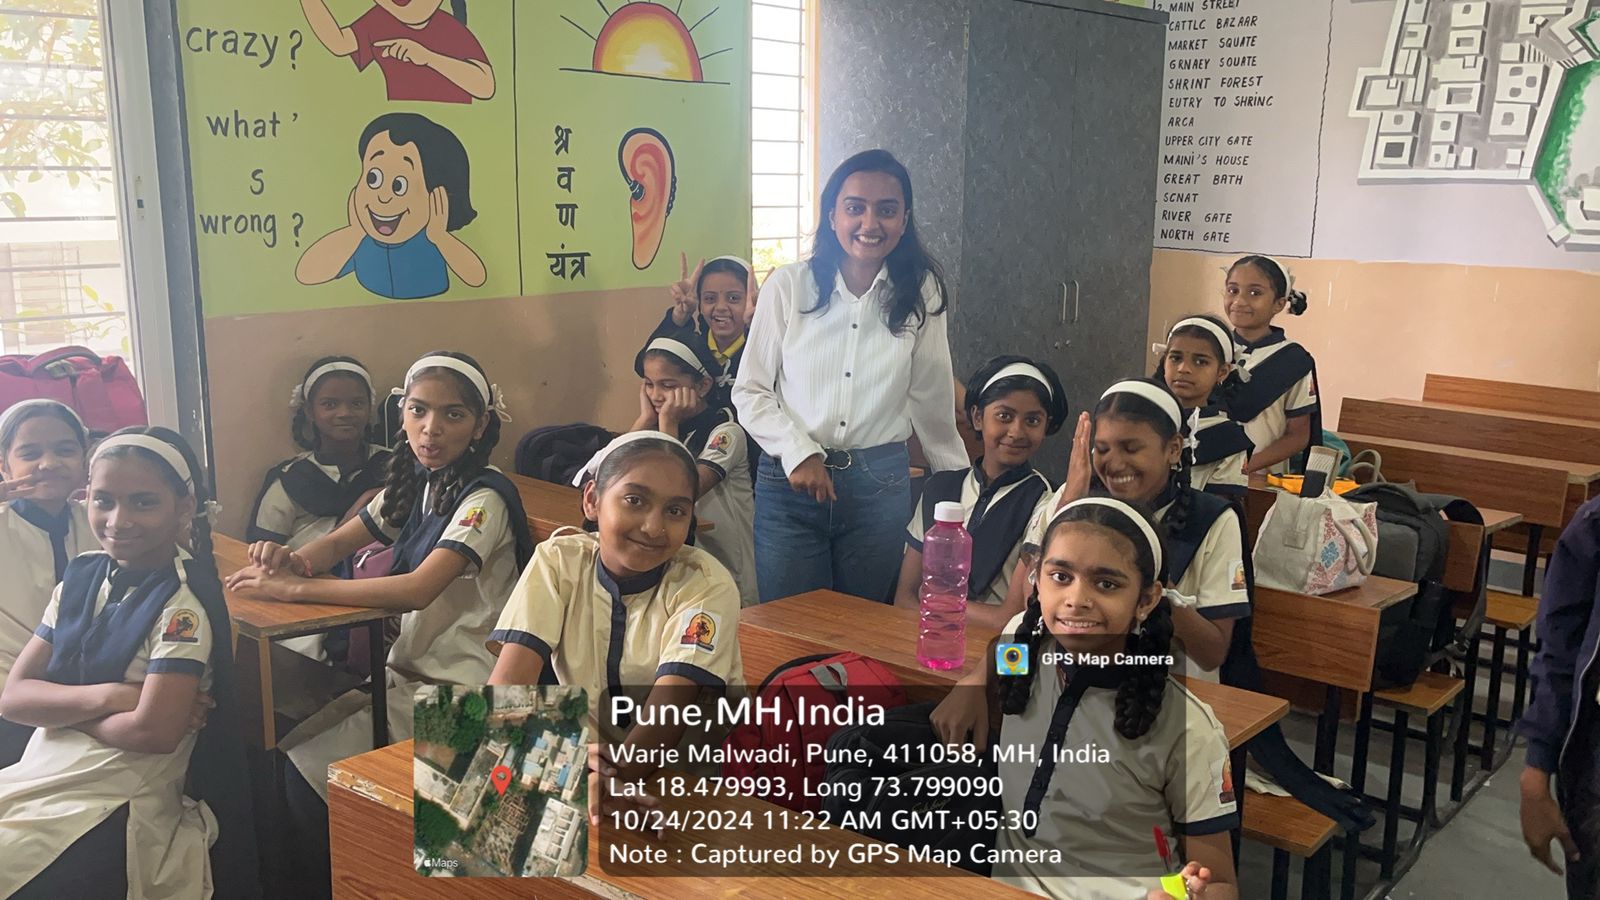 crazy?
what'
s
wrong?
श्र
व
ण
यंत्र
2. MAIN STREET
CATTLC BAZAAR
MARKET SQUATE
GRNAEY SOUATE
SHRINT FOREST
EUTRY TO SHRINC
ARCA
UPPER CITY GATE
MAINI'S HOUSE
GREAT BATH
SCNAT
RIVER GATE
NORTH GATE
GPS Map Camera
Pune,MH,India
Warje Malwadi, Pune, 411058, MH, India
Lat 18.479993, Long 73.799090
10/24/2024 11:22 AM GMT+05:30
Note : Captured by GPS Map Camera
Maps